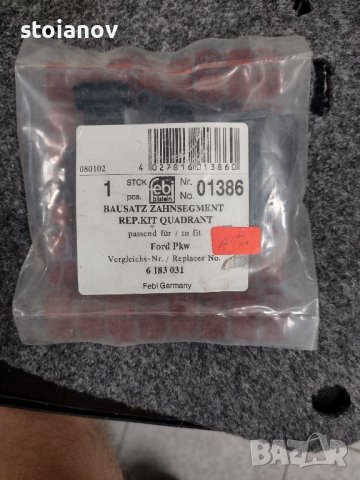 stoianov
080102
4 027816 013860
1 STCK pcs. febi bilstein Nr. No. 01386
BAUSATZ ZAHNSEGMENT
REP.KIT QUADRANT
passend für / to fit
Ford Pkw
Vergleichs-Nr. / Replaces No.
6 183 031
Febi Germany
BAZAR